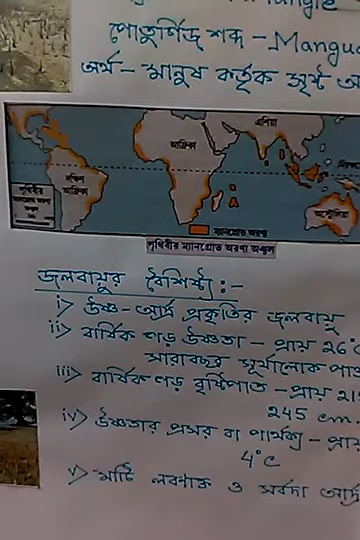 পোর্তুগিজ শব্দ - Mangu
অর্থ - মানুষ কর্তৃক সৃষ্ট
এশিয়া
আফ্রিকা
দক্ষিণ
আমেরিকা
অস্ট্রেলিয়া
পৃথিবীর
ম্যানগ্রোভ অরণ্য
পৃথিবীর ম্যানগ্রোভ অরণ্য অঞ্চল
জলবায়ুর বৈশিষ্ট্য :-
i> উষ্ণ-আর্দ্র প্রকৃতির জলবায়ু
ii> বার্ষিক গড় উষ্ণতা - প্রায় 26°
সারাবছর সূর্যালোক
iii> বার্ষিক গড় বৃষ্টিপাত - প্রায় 21
245 cm.
iv> উষ্ণতার প্রসর বা পার্থক্য -
4°c
v> মাটি লবণাক্ত ও সর্বদা আর্দ্র